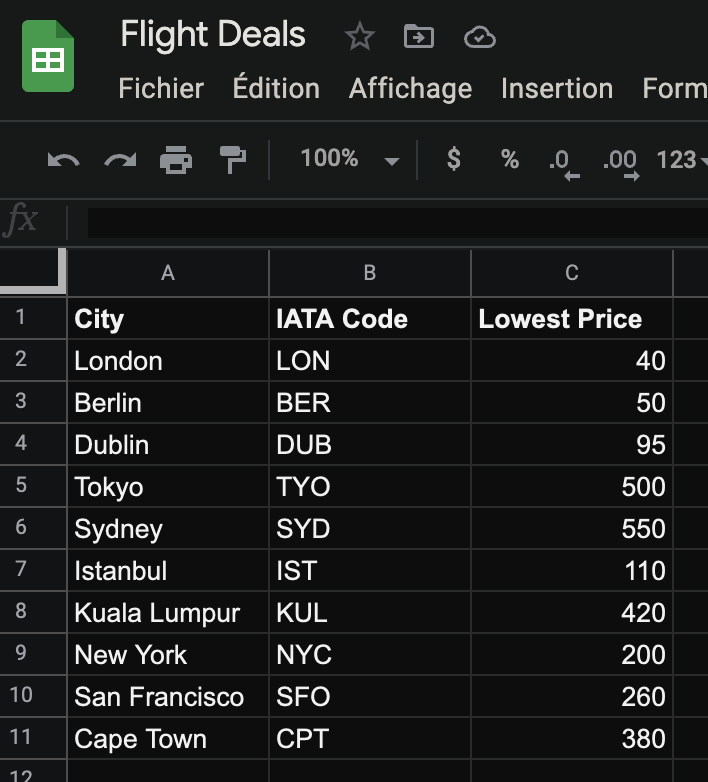 Flight Deals
Fichier Édition Affichage Insertion Form
100% $ % .0 .00 123
fx
A B C
1 City IATA Code Lowest Price
2 London LON 40
3 Berlin BER 50
4 Dublin DUB 95
5 Tokyo TYO 500
6 Sydney SYD 550
7 Istanbul IST 110
8 Kuala Lumpur KUL 420
9 New York NYC 200
10 San Francisco SFO 260
11 Cape Town CPT 380
12